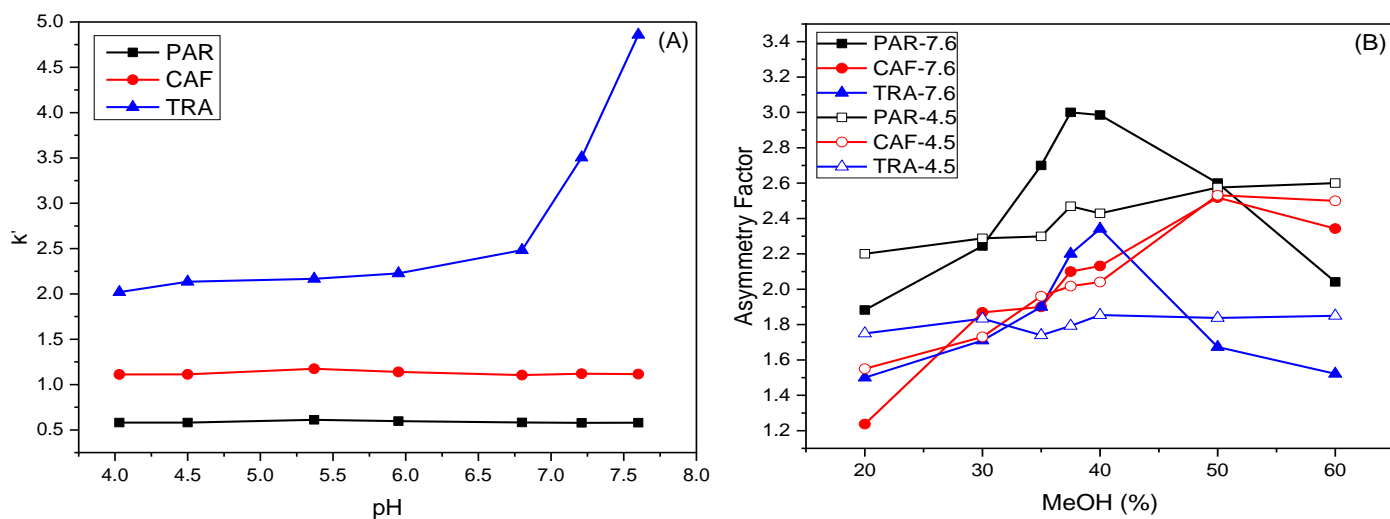 (A)
PAR
CAF
TRA
5.0
4.5
4.0
3.5
3.0
2.5
2.0
1.5
1.0
0.5
k'
4.0 4.5 5.0 5.5 6.0 6.5 7.0 7.5 8.0
pH
(B)
PAR-7.6
CAF-7.6
TRA-7.6
PAR-4.5
CAF-4.5
TRA-4.5
3.4
3.2
3.0
2.8
2.6
2.4
2.2
2.0
1.8
1.6
1.4
1.2
Asymmetry Factor
20 30 40 50 60
MeOH (%)